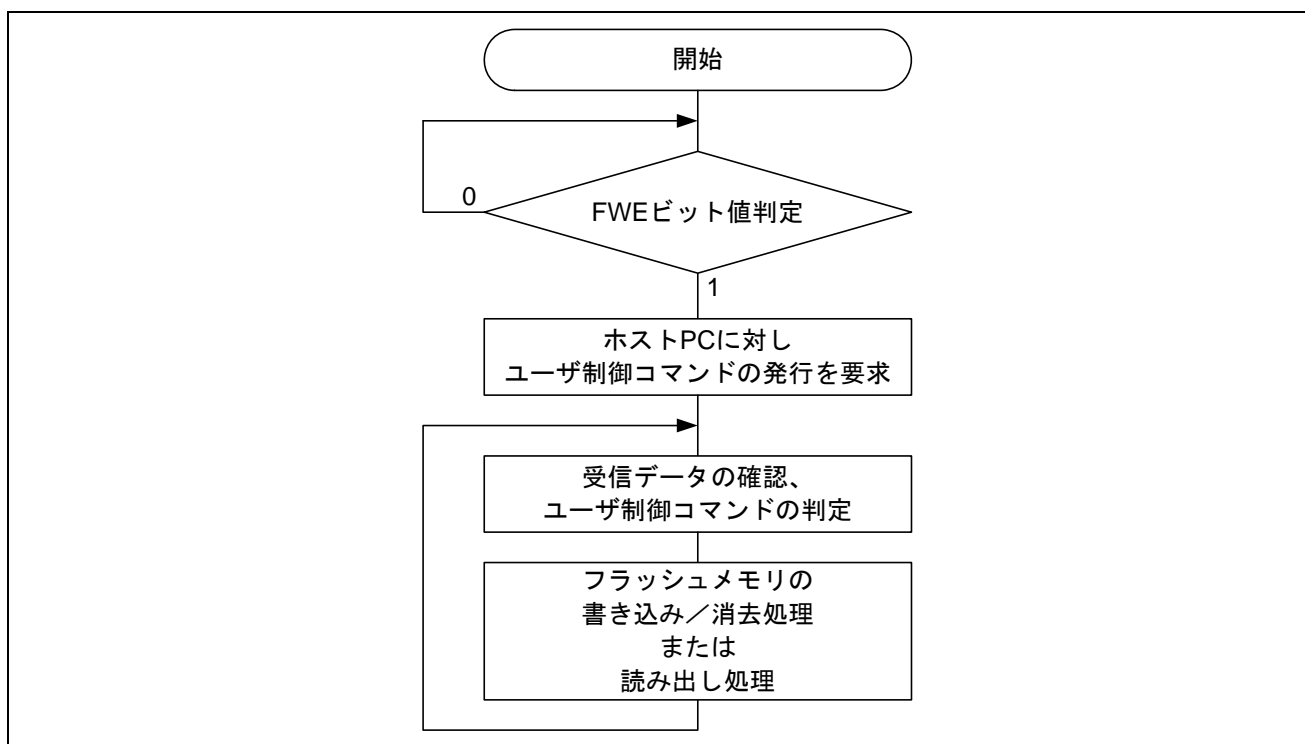 開始
0
FWEビット値判定
1
ホストPCに対し
ユーザ制御コマンドの発行を要求
受信データの確認、
ユーザ制御コマンドの判定
フラッシュメモリの
書き込み／消去処理
または
読み出し処理